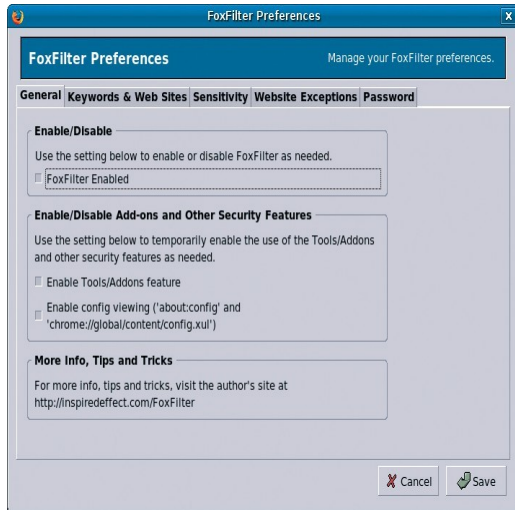 FoxFilter Preferences
X
FoxFilter Preferences
Manage your FoxFilter preferences.
General Keywords & Web Sites Sensitivity Website Exceptions Password
Enable/Disable
Use the setting below to enable or disable FoxFilter as needed.
FoxFilter Enabled
Enable/Disable Add-ons and Other Security Features
Use the setting below to temporarily enable the use of the Tools/Addons
and other security features as needed.
Enable Tools/Addons feature
Enable config viewing ('about:config' and
'chrome://global/content/config.xul')
More Info, Tips and Tricks
For more info, tips and tricks, visit the author's site at
http://inspiredeffect.com/FoxFilter
Cancel
Save